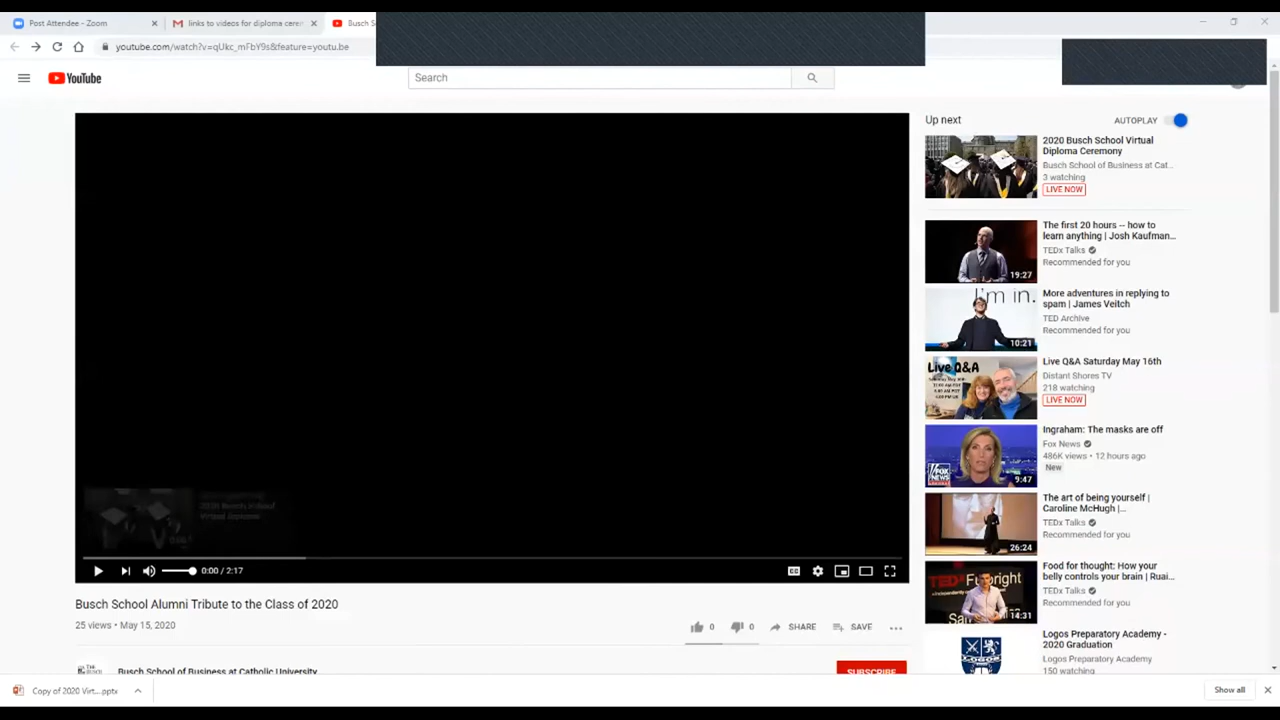 Post Attendee - Zoom
links to videos for diploma cere
Busch S
youtube.com/watch?v=qUkc_mFbY9s&feature=youtu.be
YouTube
Search
Up next
AUTOPLAY
2020 Busch School Virtual
Diploma Ceremony
Busch School of Business at Cat...
3 watching
LIVE NOW
The first 20 hours -- how to
learn anything | Josh Kaufman...
TEDx Talks
Recommended for you
19:27
More adventures in replying to
spam | James Veitch
TED Archive
Recommended for you
I'm in.
10:21
Live Q&A Saturday May 16th
Distant Shores TV
218 watching
LIVE NOW
Live Q&A
Ingraham: The masks are off
Fox News
486K views • 12 hours ago
New
9:47
The art of being yourself |
Caroline McHugh |...
TEDx Talks
Recommended for you
26:24
Food for thought: How your
belly controls your brain | Ruai...
TEDx Talks
Recommended for you
14:31
Logos Preparatory Academy -
2020 Graduation
Logos Preparatory Academy
150 watching
LOGOS
2020 Busch School
Virtual Diploma
0:00 / 2:17
Busch School Alumni Tribute to the Class of 2020
25 views • May 15, 2020
0
0
SHARE
SAVE
Busch School of Business at Catholic University
SUBSCRIBE
Copy of 2020 Virt....pptx
Show all